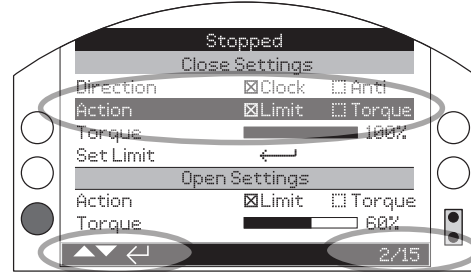 Stopped
Close Settings
Direction ☒Clock ☐Anti
Action ☒Limit ☐Torque
Torque 100%
Set Limit
Open Settings
Action ☒Limit ☐Torque
Torque 60%
2/15